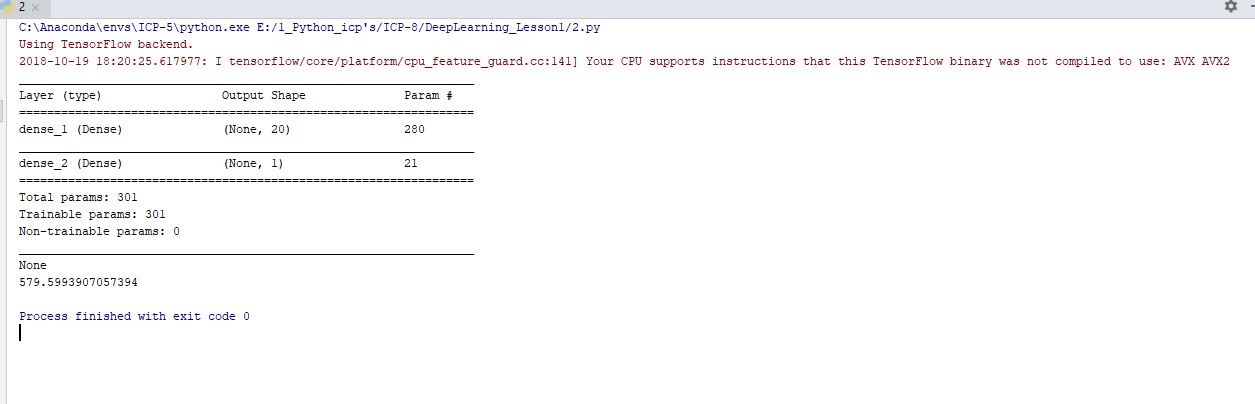 2
C:\Anaconda\envs\ICP-5\python.exe E:/1_Python_icp's/ICP-8/DeepLearning_Lesson1/2.py
Using TensorFlow backend.
2018-10-19 18:20:25.617977: I tensorflow/core/platform/cpu_feature_guard.cc:141] Your CPU supports instructions that this TensorFlow binary was not compiled to use: AVX AVX2
_________________________________________________________________
Layer (type)                 Output Shape              Param #
=================================================================
dense_1 (Dense)              (None, 20)                280
_________________________________________________________________
dense_2 (Dense)              (None, 1)                 21
=================================================================
Total params: 301
Trainable params: 301
Non-trainable params: 0
_________________________________________________________________
None
579.5993907057394
Process finished with exit code 0